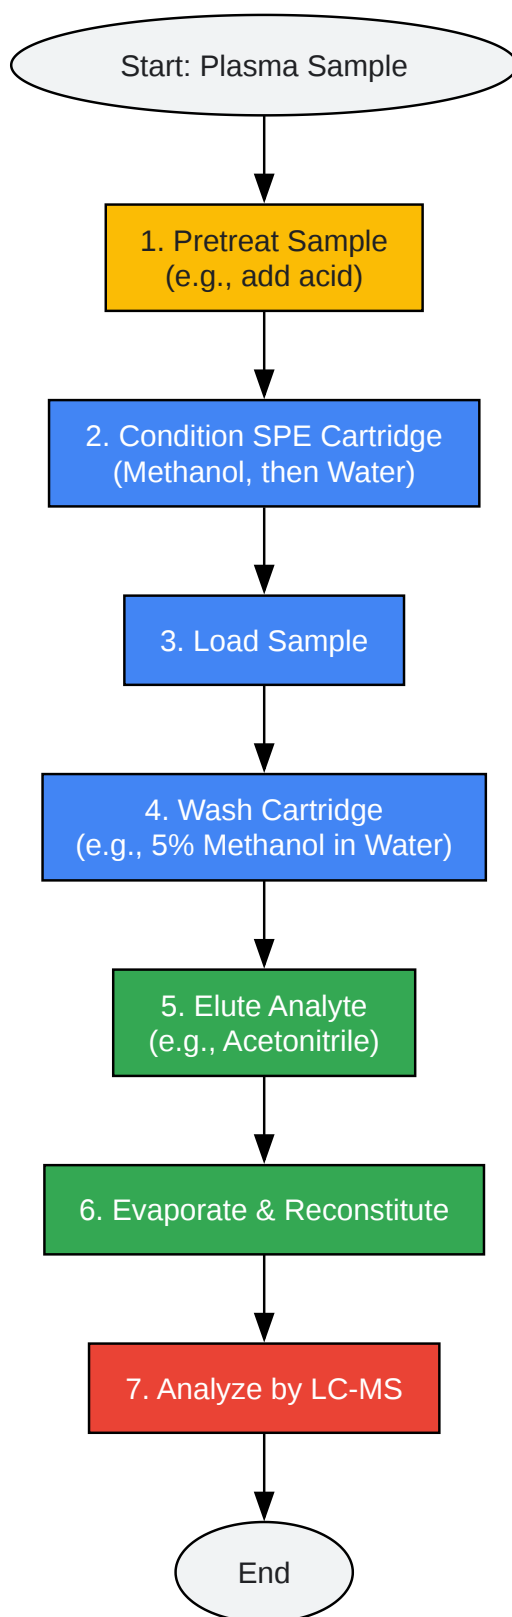 Start: Plasma Sample
1. Pretreat Sample
(e.g., add acid)
2. Condition SPE Cartridge
(Methanol, then Water)
3. Load Sample
4. Wash Cartridge
(e.g., 5% Methanol in Water)
5. Elute Analyte
(e.g., Acetonitrile)
6. Evaporate & Reconstitute
7. Analyze by LC-MS
End